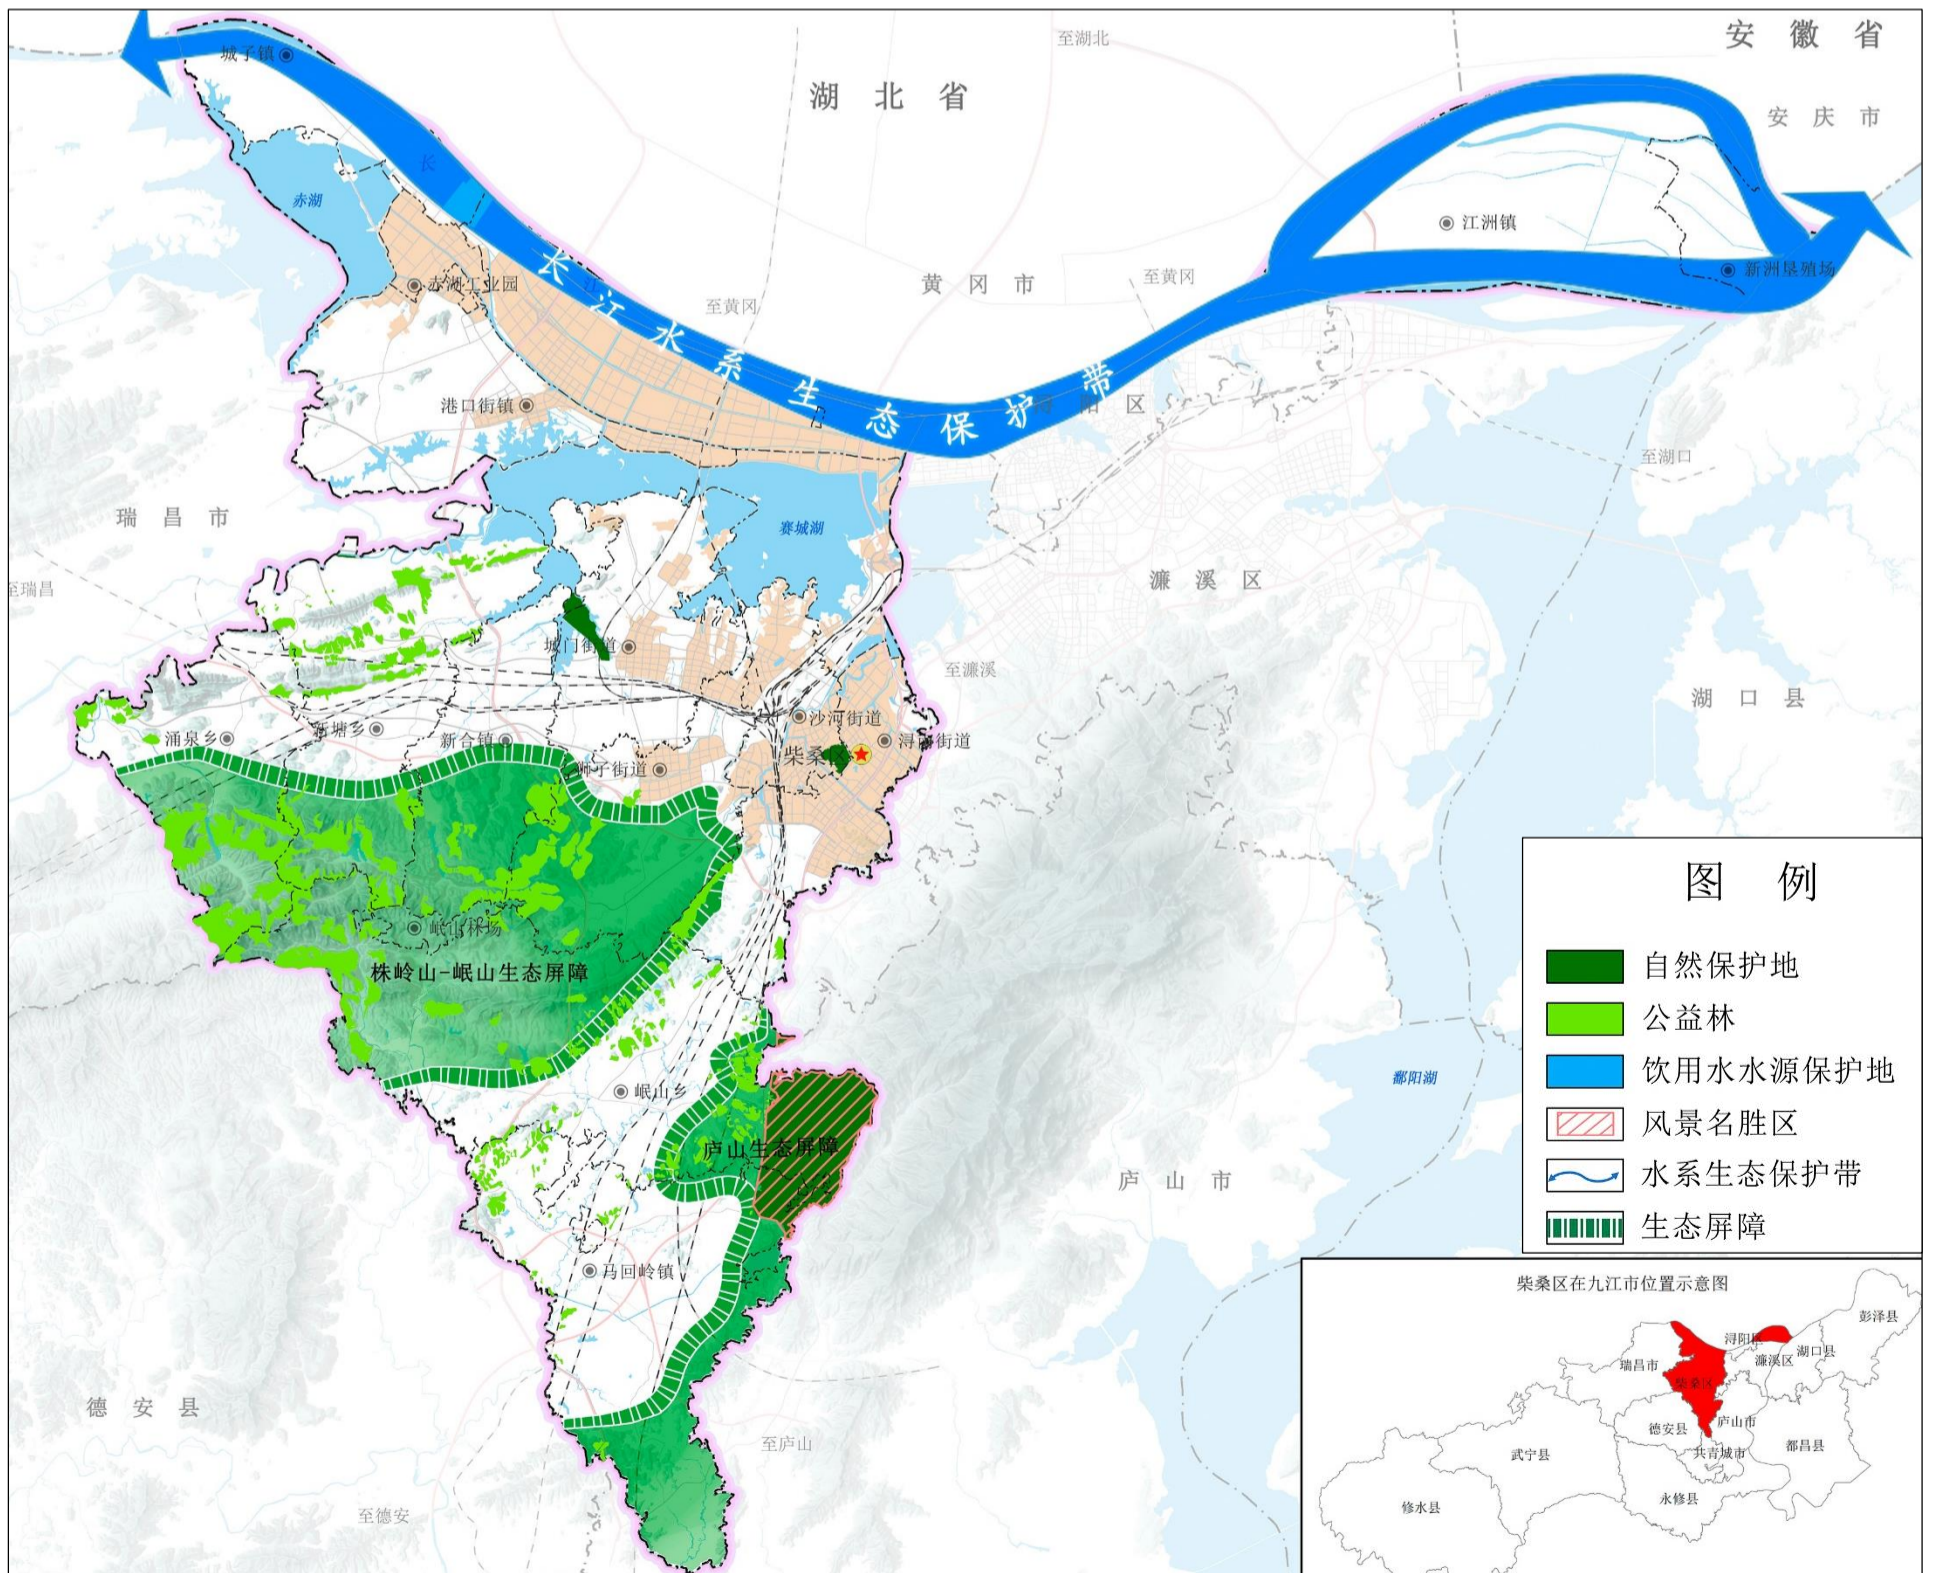 安徽省
至湖北
城子镇
湖北省
安庆市
长
赤湖
江洲镇
新洲垦殖场
赤湖工业园
江
黄冈市
至黄冈
至黄冈
长江水系生态保护带
港口街镇
浔阳区
至湖口
瑞昌市
赛城湖
至瑞昌
濂溪区
城门街道
至濂溪
湖口县
涌泉乡
新塘乡
新合镇
沙河街道
浔南街道
柴桑区
狮子街道
岷山林场
株岭山-岷山生态屏障
岷山乡
鄱阳湖
庐山生态屏障
庐山市
马回岭镇
德安县
至庐山
至德安
图例
自然保护地
公益林
饮用水水源保护地
风景名胜区
水系生态保护带
生态屏障
柴桑区在九江市位置示意图
彭泽县
浔阳区
湖口县
瑞昌市
濂溪区
柴桑区
庐山市
德安县
都昌县
共青城市
武宁县
永修县
修水县